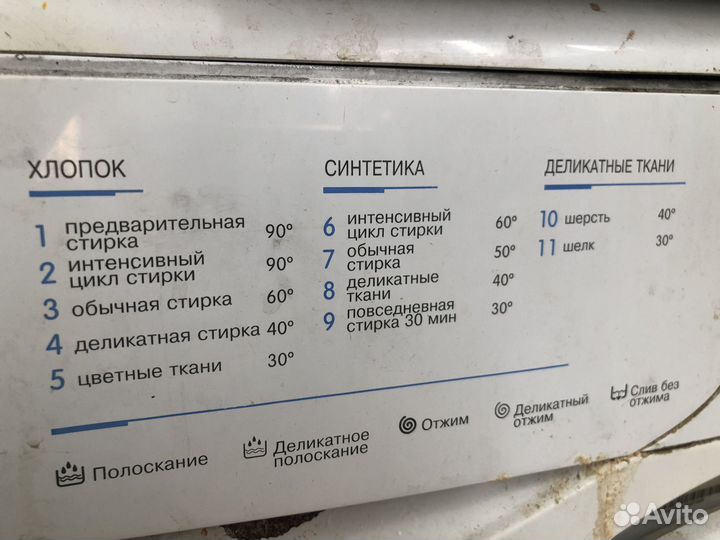 ХЛОПОК
1 предварительная
стирка 90°
2 интенсивный
цикл стирки 90°
3 обычная стирка 60°
4 деликатная стирка 40°
5 цветные ткани 30°
СИНТЕТИКА
6 интенсивный
цикл стирки 60°
7 обычная
стирка 50°
8 деликатные
ткани 40°
9 повседневная
стирка 30 мин 30°
ДЕЛИКАТНЫЕ ТКАНИ
10 шерсть 40°
11 шелк 30°
Полоскание
Деликатное
полоскание
Отжим
Деликатный
отжим
Слив без
отжима
Avito